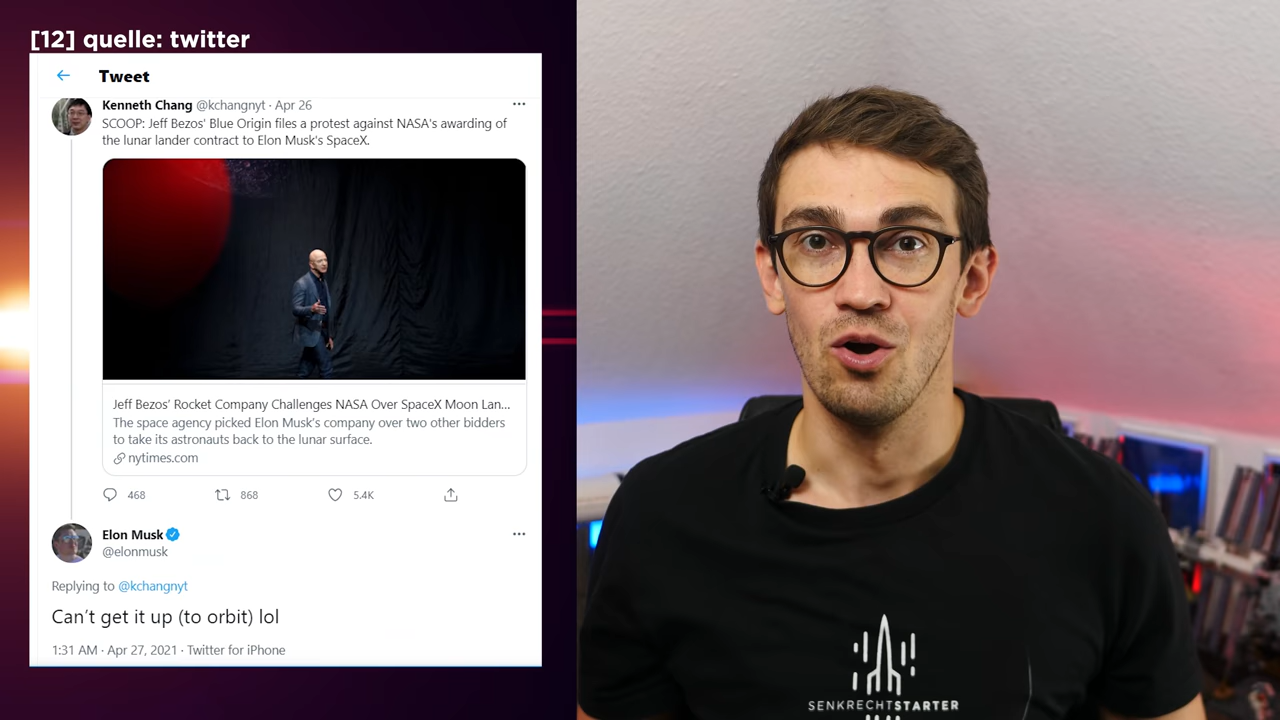 [12] quelle: twitter
Tweet
Kenneth Chang @kchangnyt · Apr 26
SCOOP: Jeff Bezos' Blue Origin files a protest against NASA's awarding of
the lunar lander contract to Elon Musk's SpaceX.
Jeff Bezos' Rocket Company Challenges NASA Over SpaceX Moon Lan...
The space agency picked Elon Musk's company over two other bidders
to take its astronauts back to the lunar surface.
nytimes.com
468 868 5.4K
Elon Musk
@elonmusk
Replying to @kchangnyt
Can't get it up (to orbit) lol
1:31 AM · Apr 27, 2021 · Twitter for iPhone
SENKRECHTSTARTER